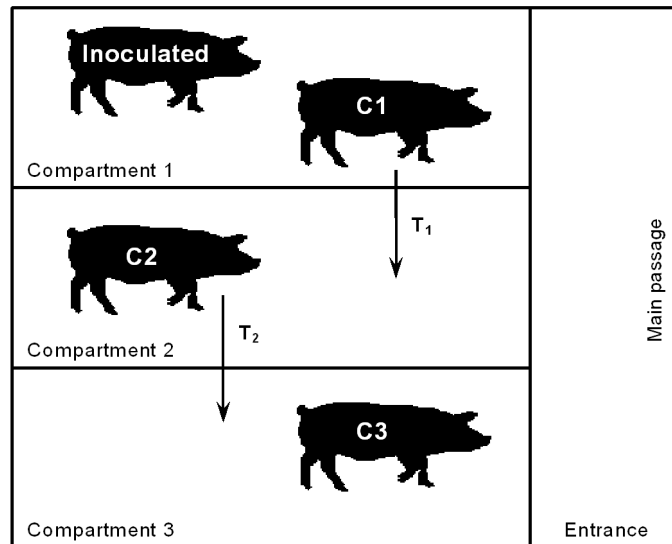 Inoculated
C1
Compartment 1
T₁
C2
T₂
Compartment 2
C3
Compartment 3
Main passage
Entrance